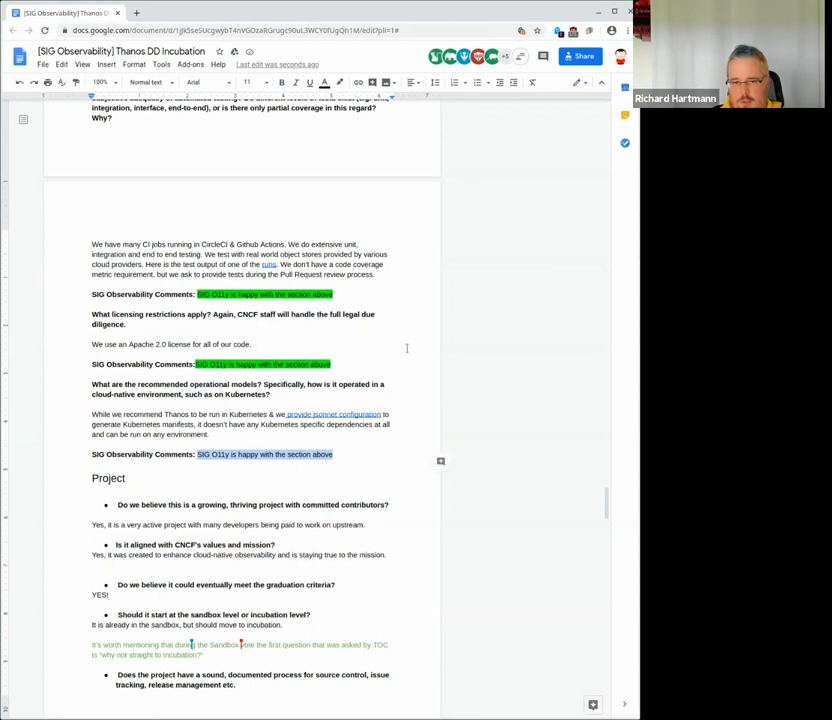 [SIG Observability] Thanos DD
docs.google.com/document/d/
[SIG Observability] Thanos DD Incubation
File Edit View Insert Format Tools Add-ons Help Last edit was seconds ago
+5
Share
100% Normal text Arial 11
Richard Hartmann
integration, interface, end-to-end), or is there only partial coverage in this regard?
Why?
We have many CI jobs running in CircleCI & Github Actions. We do extensive unit,
integration and end to end testing. We test with real world object stores provided by various
cloud providers. Here is the test output of one of the runs. We don't have a code coverage
metric requirement, but we ask to provide tests during the Pull Request review process.
SIG Observability Comments: SIG O11y is happy with the section above
What licensing restrictions apply? Again, CNCF staff will handle the full legal due
diligence.
We use an Apache 2.0 license for all of our code.
SIG Observability Comments:SIG O11y is happy with the section above
What are the recommended operational models? Specifically, how is it operated in a
cloud-native environment, such as on Kubernetes?
While we recommend Thanos to be run in Kubernetes & we provide jsonnet configuration to
generate Kubernetes manifests, it doesn't have any Kubernetes specific dependencies at all
and can be run on any environment.
SIG Observability Comments: SIG O11y is happy with the section above
Project
● Do we believe this is a growing, thriving project with committed contributors?
Yes, it is a very active project with many developers being paid to work on upstream.
● Is it aligned with CNCF's values and mission?
Yes, it was created to enhance cloud-native observability and is staying true to the mission.
● Do we believe it could eventually meet the graduation criteria?
YES!
● Should it start at the sandbox level or incubation level?
It is already in the sandbox, but should move to incubation.
It's worth mentioning that during the Sandbox vote the first question that was asked by TOC
is "why not straight to Incubation?"
● Does the project have a sound, documented process for source control, issue
tracking, release management etc.